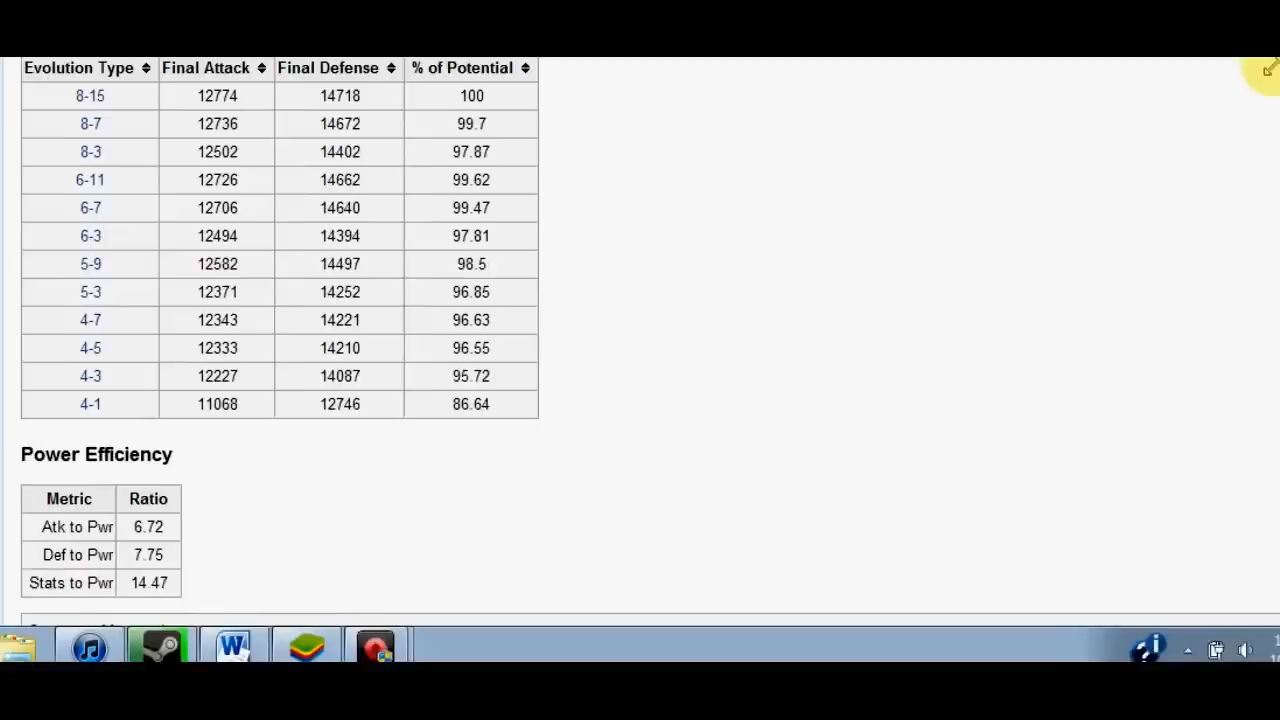 Evolution Type Final Attack Final Defense % of Potential
8-15 12774 14718 100
8-7 12736 14672 99.7
8-3 12502 14402 97.87
6-11 12726 14662 99.62
6-7 12706 14640 99.47
6-3 12494 14394 97.81
5-9 12582 14497 98.5
5-3 12371 14252 96.85
4-7 12343 14221 96.63
4-5 12333 14210 96.55
4-3 12227 14087 95.72
4-1 11068 12746 86.64
Power Efficiency
Metric Ratio
Atk to Pwr 6.72
Def to Pwr 7.75
Stats to Pwr 14.47